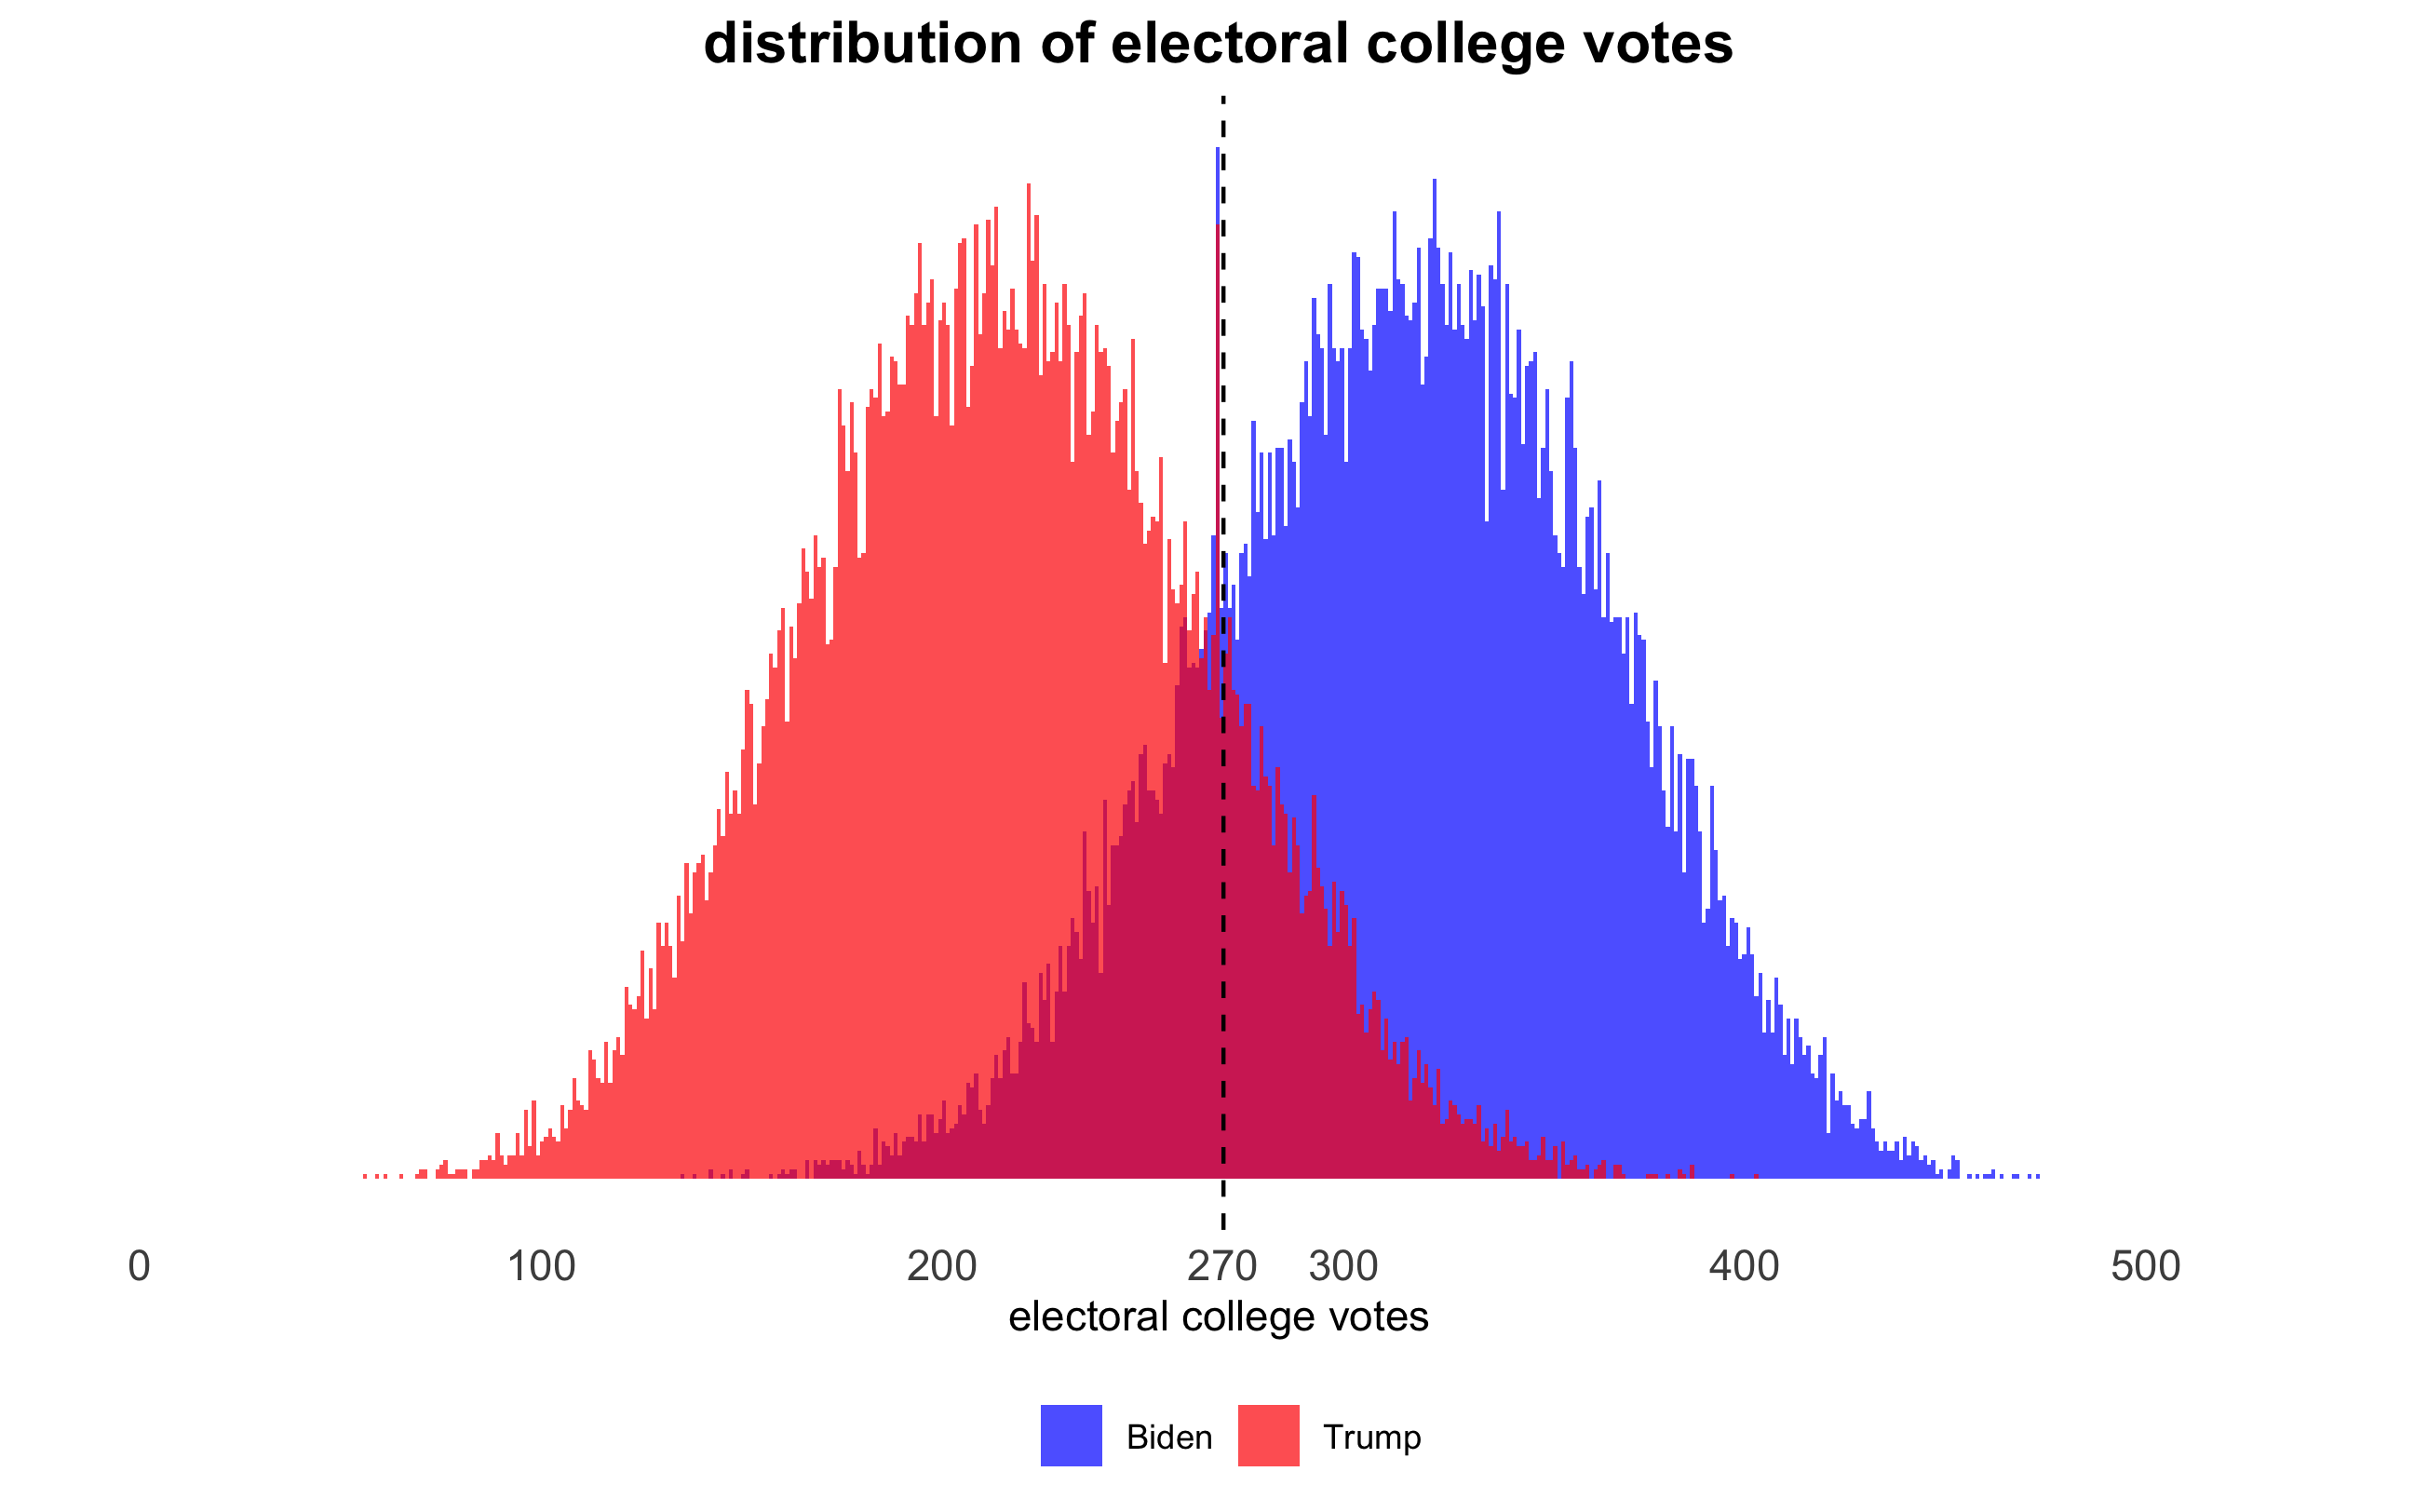 distribution of electoral college votes
0 100 200 270 300 400 500
electoral college votes
Biden Trump